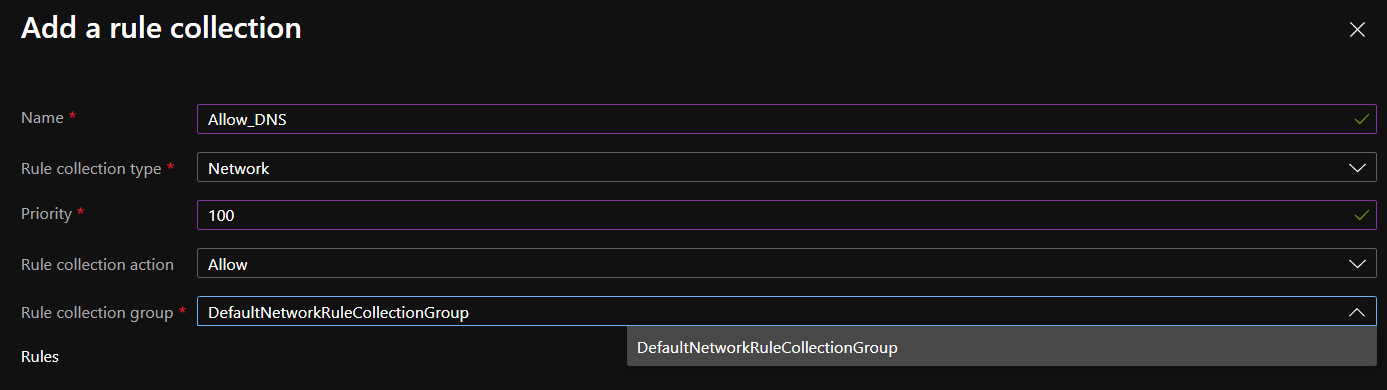 Add a rule collection
Name * Allow_DNS
Rule collection type * Network
Priority * 100
Rule collection action Allow
Rule collection group * DefaultNetworkRuleCollectionGroup
DefaultNetworkRuleCollectionGroup
Rules